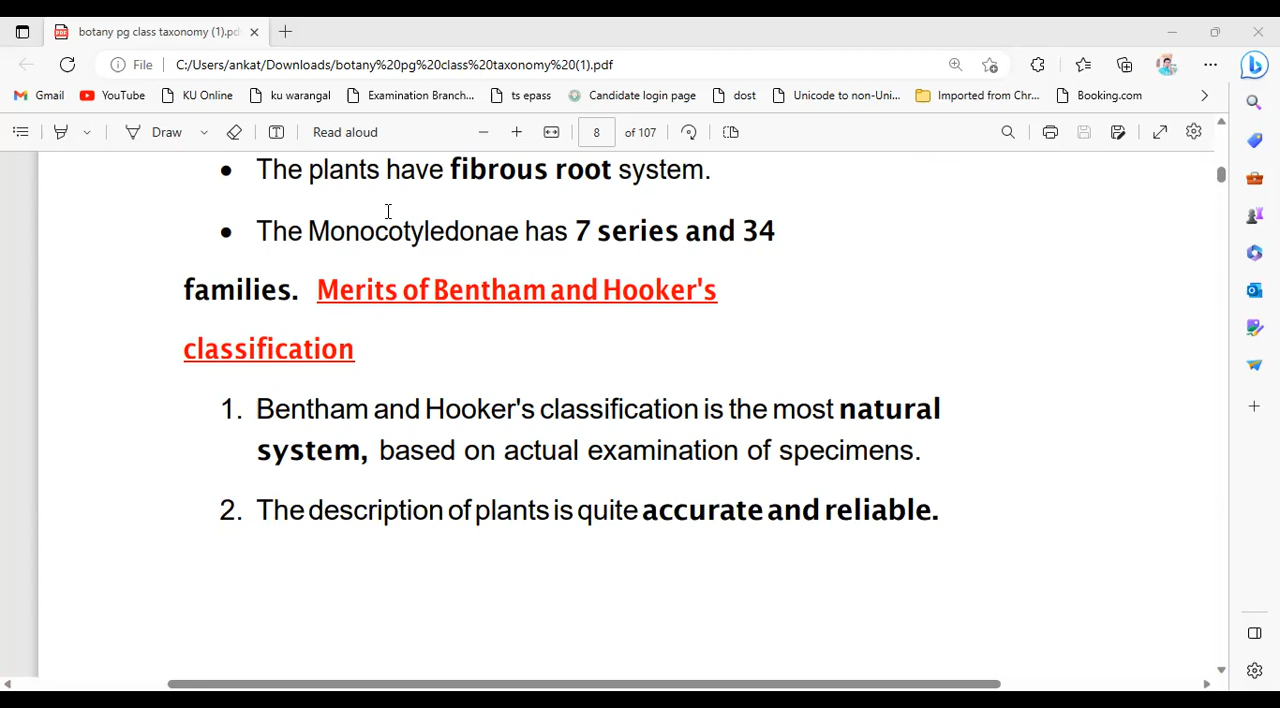 botany pg class taxonomy (1).pd
File C:/Users/ankat/Downloads/botany%20pg%20class%20taxonomy%20(1).pdf
Gmail YouTube KU Online ku warangal Examination Branch... ts epass Candidate login page dost Unicode to non-Uni... Imported from Chr... Booking.com
Draw Read aloud 8 of 107
• The plants have fibrous root system.
• The Monocotyledonae has 7 series and 34
families. Merits of Bentham and Hooker's
classification
1. Bentham and Hooker's classification is the most natural
system, based on actual examination of specimens.
2. The description of plants is quite accurate and reliable.